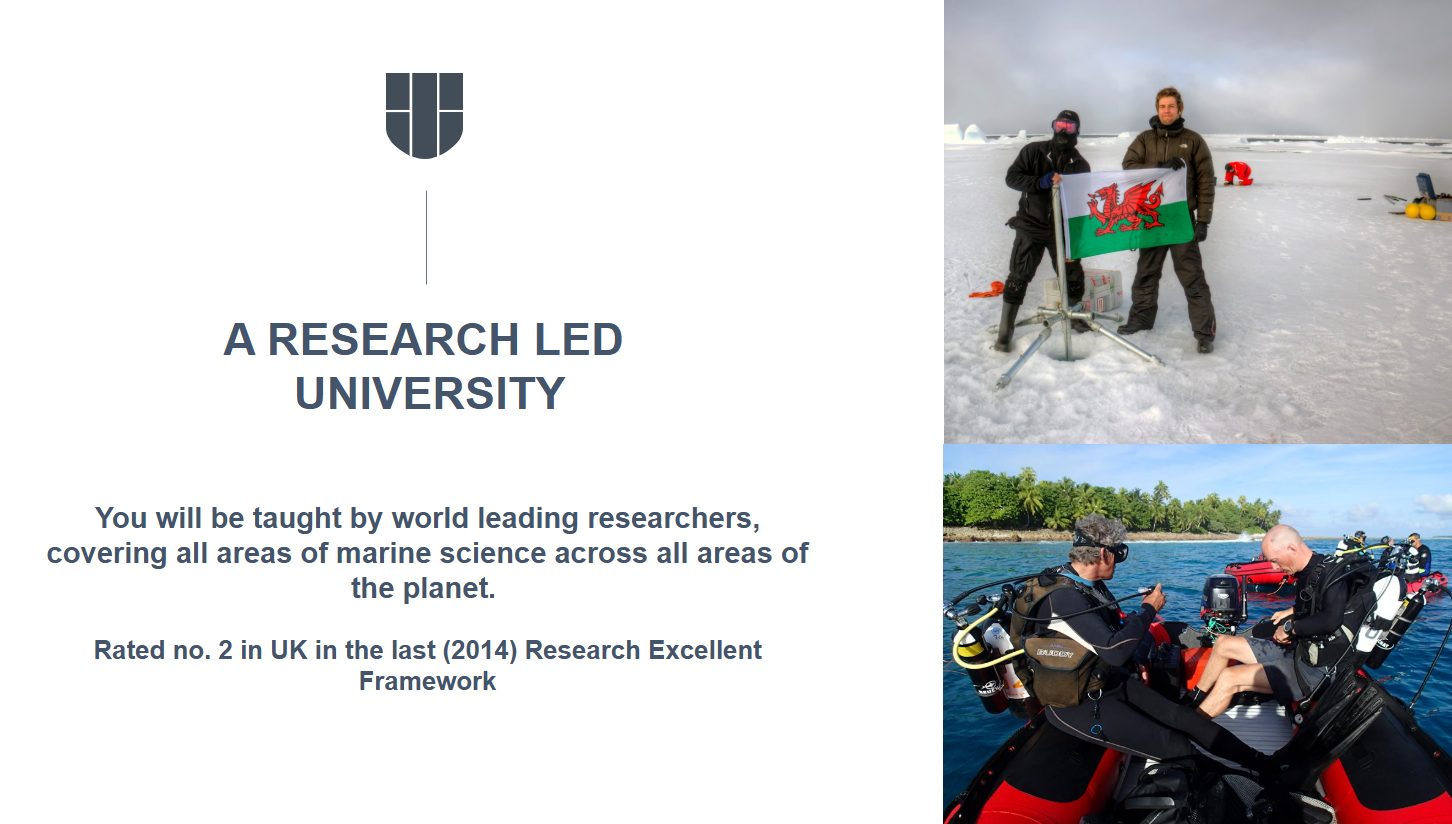 A RESEARCH LED
UNIVERSITY
You will be taught by world leading researchers,
covering all areas of marine science across all areas of
the planet.
Rated no. 2 in UK in the last (2014) Research Excellent
Framework
BUDDY